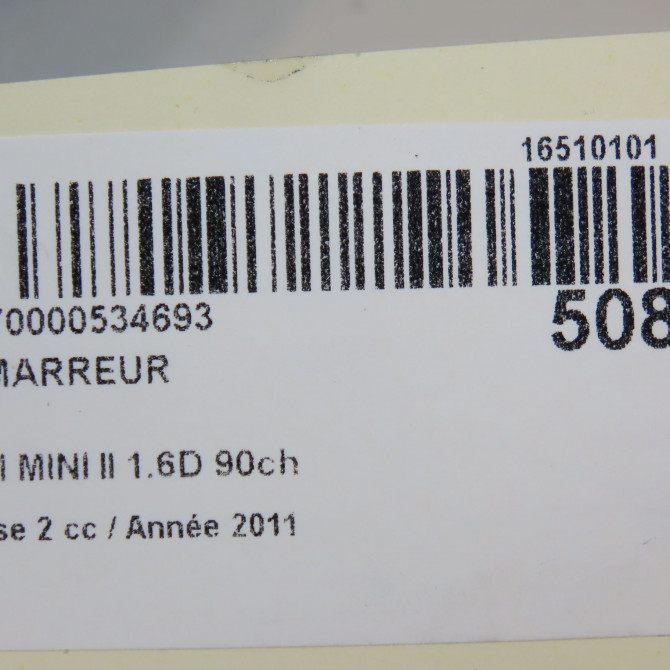 16510101
70000534693
508
MARREUR
MINI II 1.6D 90ch
se 2 cc / Année 2011